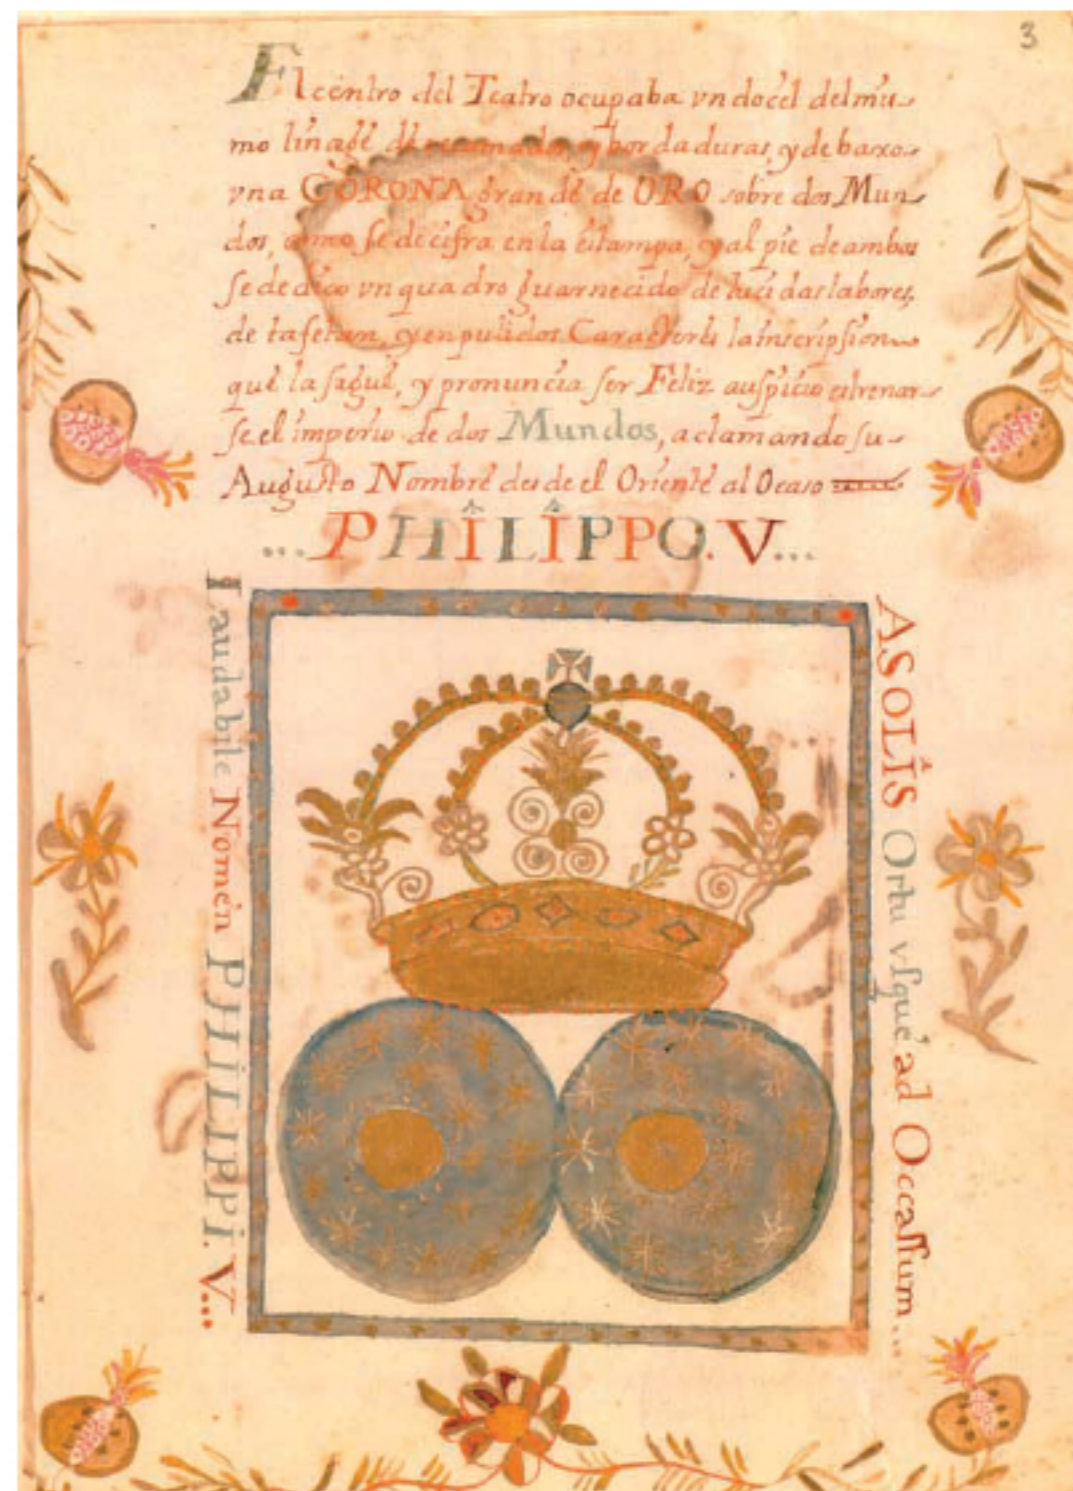 3
El centro del Teatro ocupaba vn docel del mis-
mo linage de recamados, y bordaduras, y debaxo
vna CORONA grande de ORO sobre dos Mun-
dos, como se decifra en la estampa, y al pie de ambos
se dedico vn quadro guarnecido de lucidas labores,
de tafetan, y en pulidos Caracteres la inscripsion
que la sague, y pronuncia ser Feliz auspicio estrenar-
se el imperio de dos Mundos, aclamando su
Augusto Nombre desde el Oriente al Ocaso
...PHILIPPO. V...
A SOLIS Ortu vsque ad Occassum...
Laudabile Nomen PHILIPPI. V...